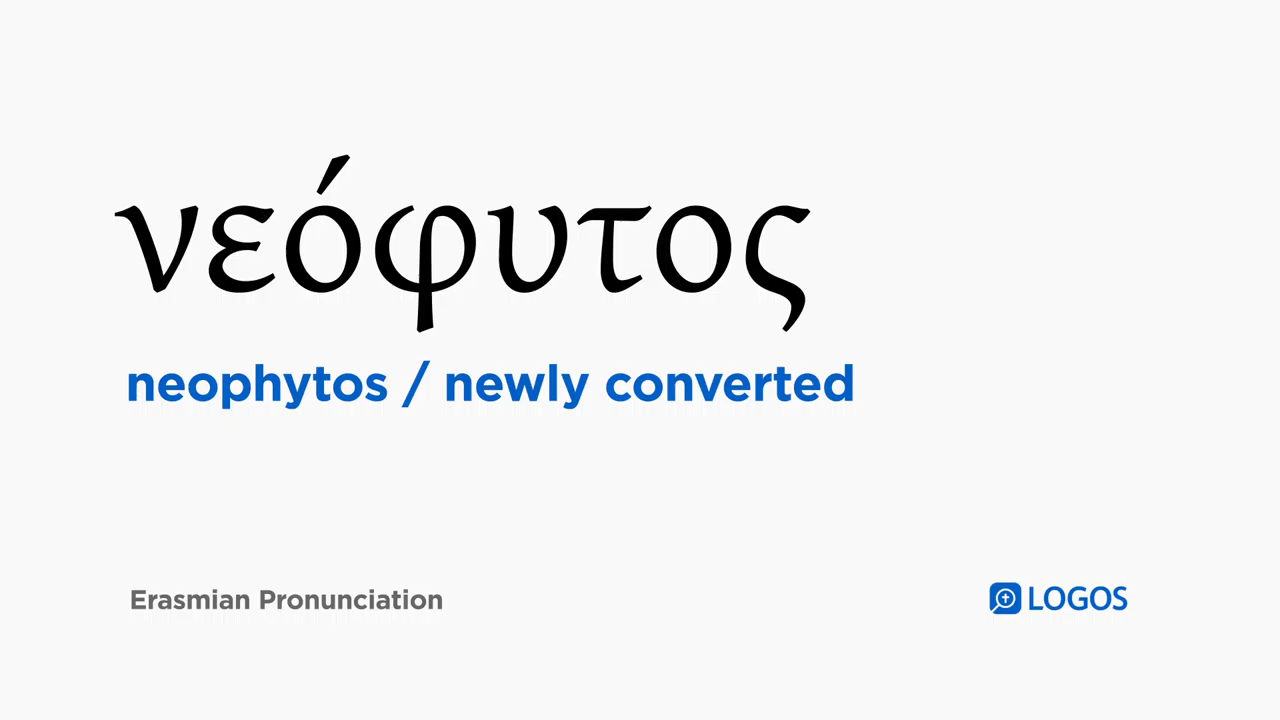 νεόφυτος
neophytos / newly converted
Erasmian Pronunciation
LOGOS